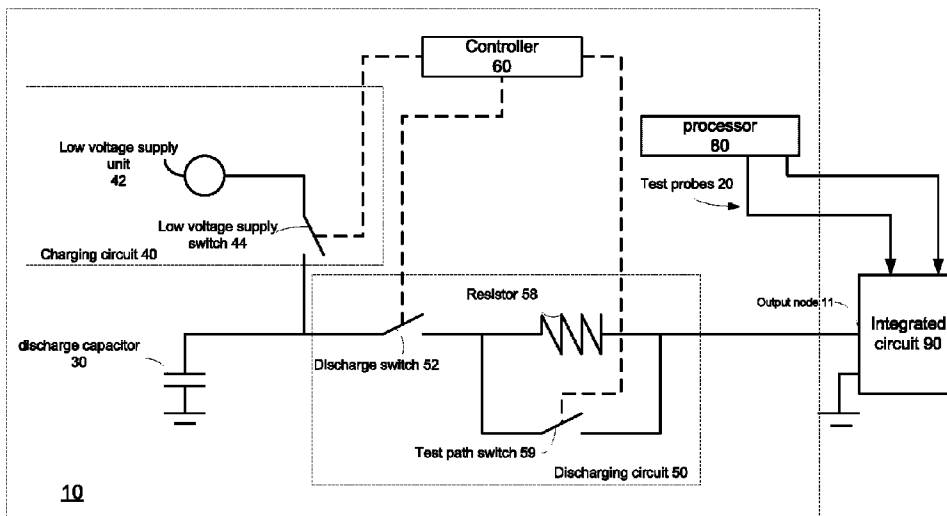 Controller
60
processor
80
Low voltage supply
unit
42
Test probes 20
Low voltage supply
switch 44
Charging circuit 40
Resistor 58
Output node 11
Integrated
circuit 90
discharge capacitor
30
Discharge switch 52
Test path switch 59
Discharging circuit 50
10